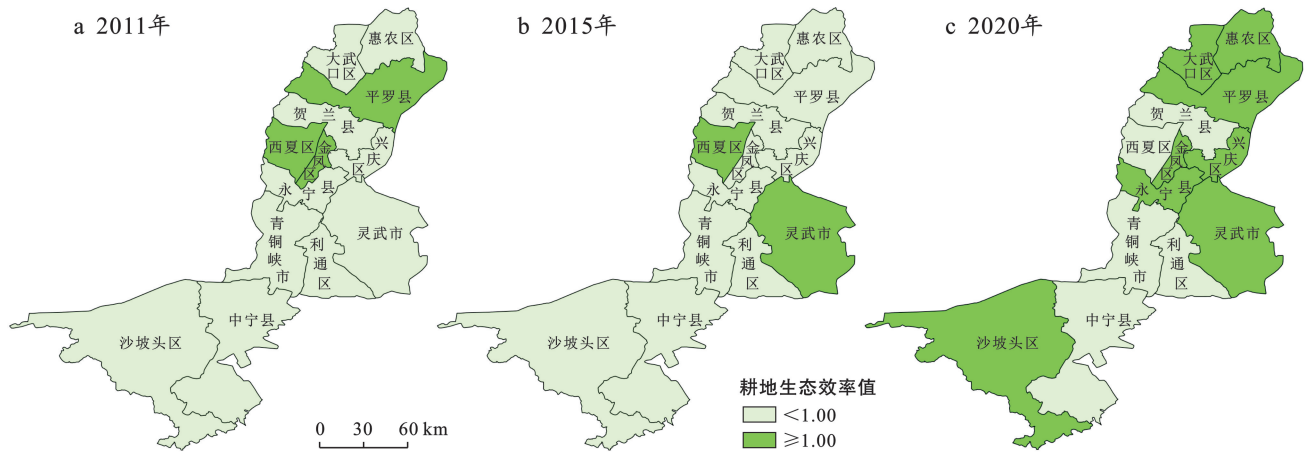 a 2011年
惠农区
大武口区
平罗县
贺兰县
西夏区
金凤区
兴庆区
永宁县
青铜峡市
利通区
灵武市
中宁县
沙坡头区
0 30 60 km
b 2015年
惠农区
大武口区
平罗县
贺兰县
西夏区
金凤区
兴庆区
永宁县
青铜峡市
利通区
灵武市
中宁县
沙坡头区
耕地生态效率值
<1.00
≥1.00
c 2020年
惠农区
大武口区
平罗县
贺兰县
西夏区
金凤区
兴庆区
永宁县
青铜峡市
利通区
灵武市
中宁县
沙坡头区